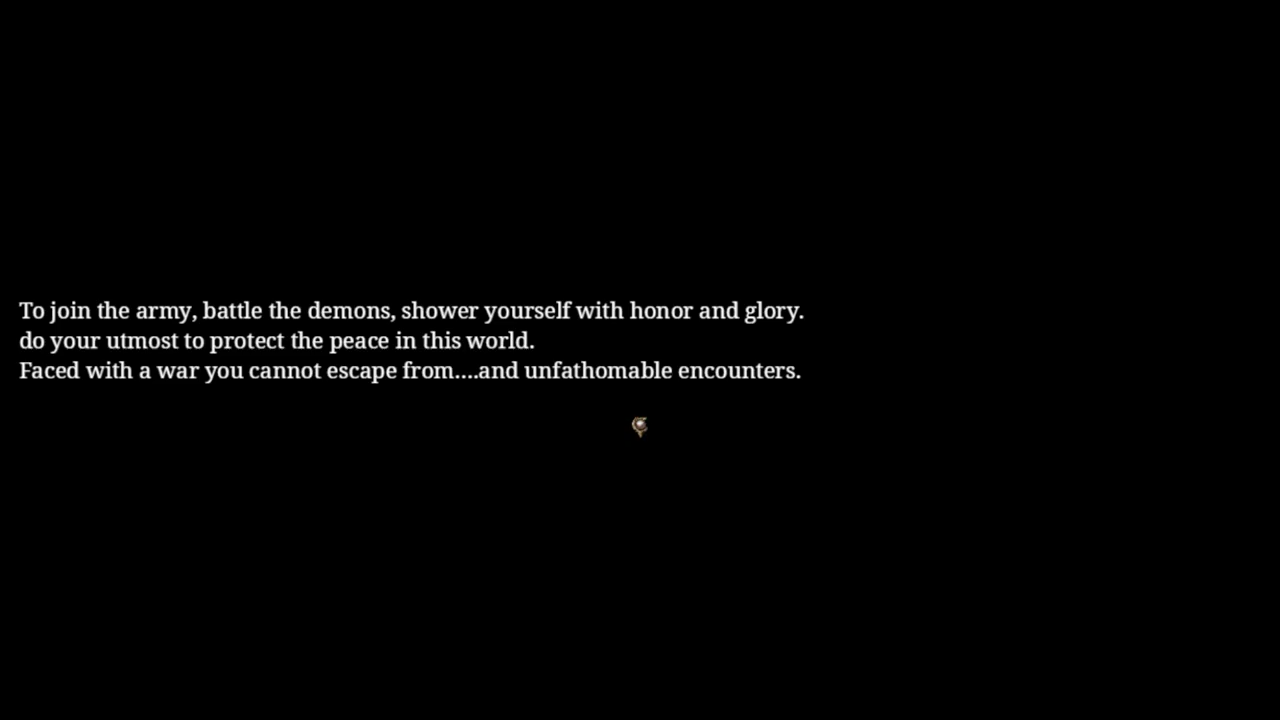 To join the army, battle the demons, shower yourself with honor and glory.
do your utmost to protect the peace in this world.
Faced with a war you cannot escape from....and unfathomable encounters.